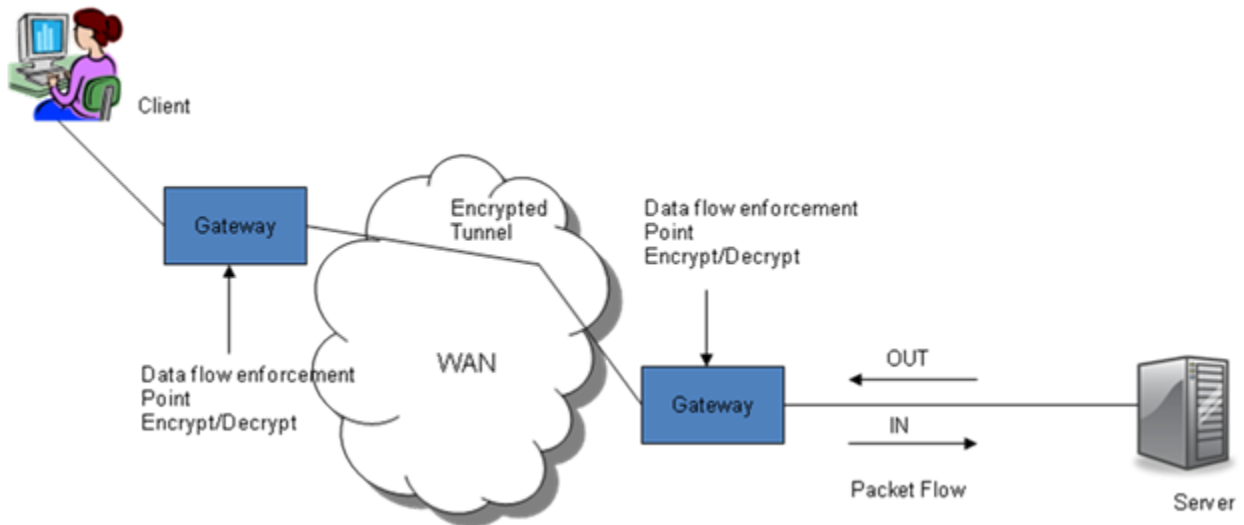 Client
Gateway
Encrypted
Tunnel
Data flow enforcement
Point
Encrypt/Decrypt
WAN
Data flow enforcement
Point
Encrypt/Decrypt
Gateway
OUT
IN
Packet Flow
Server